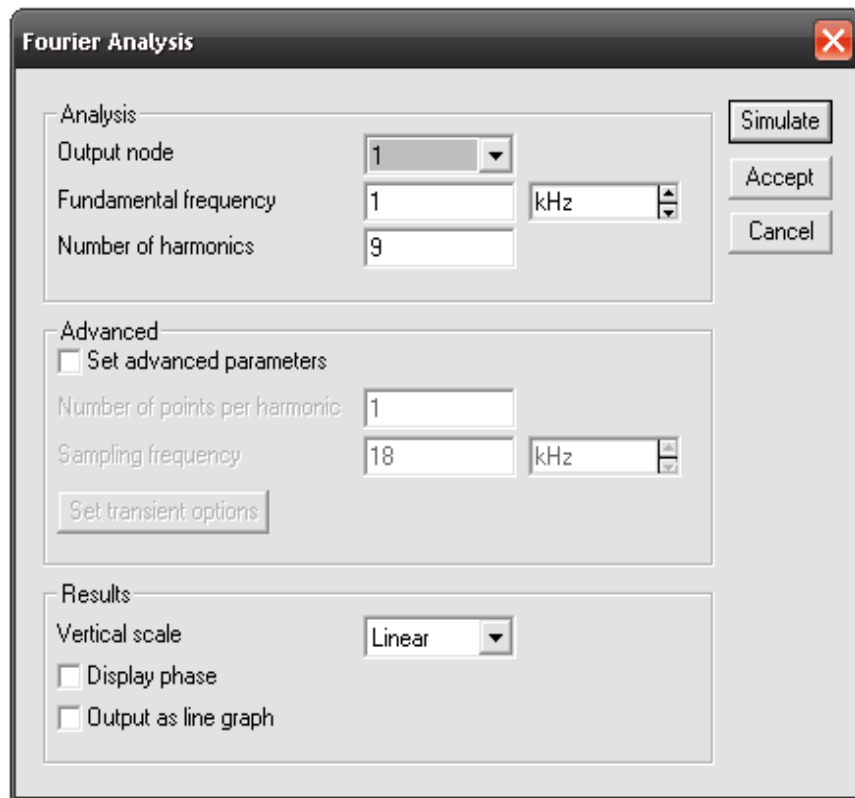 Fourier Analysis
Analysis
Output node 1
Fundamental frequency 1 kHz
Number of harmonics 9
Simulate
Accept
Cancel
Advanced
Set advanced parameters
Number of points per harmonic 1
Sampling frequency 18 kHz
Set transient options
Results
Vertical scale Linear
Display phase
Output as line graph